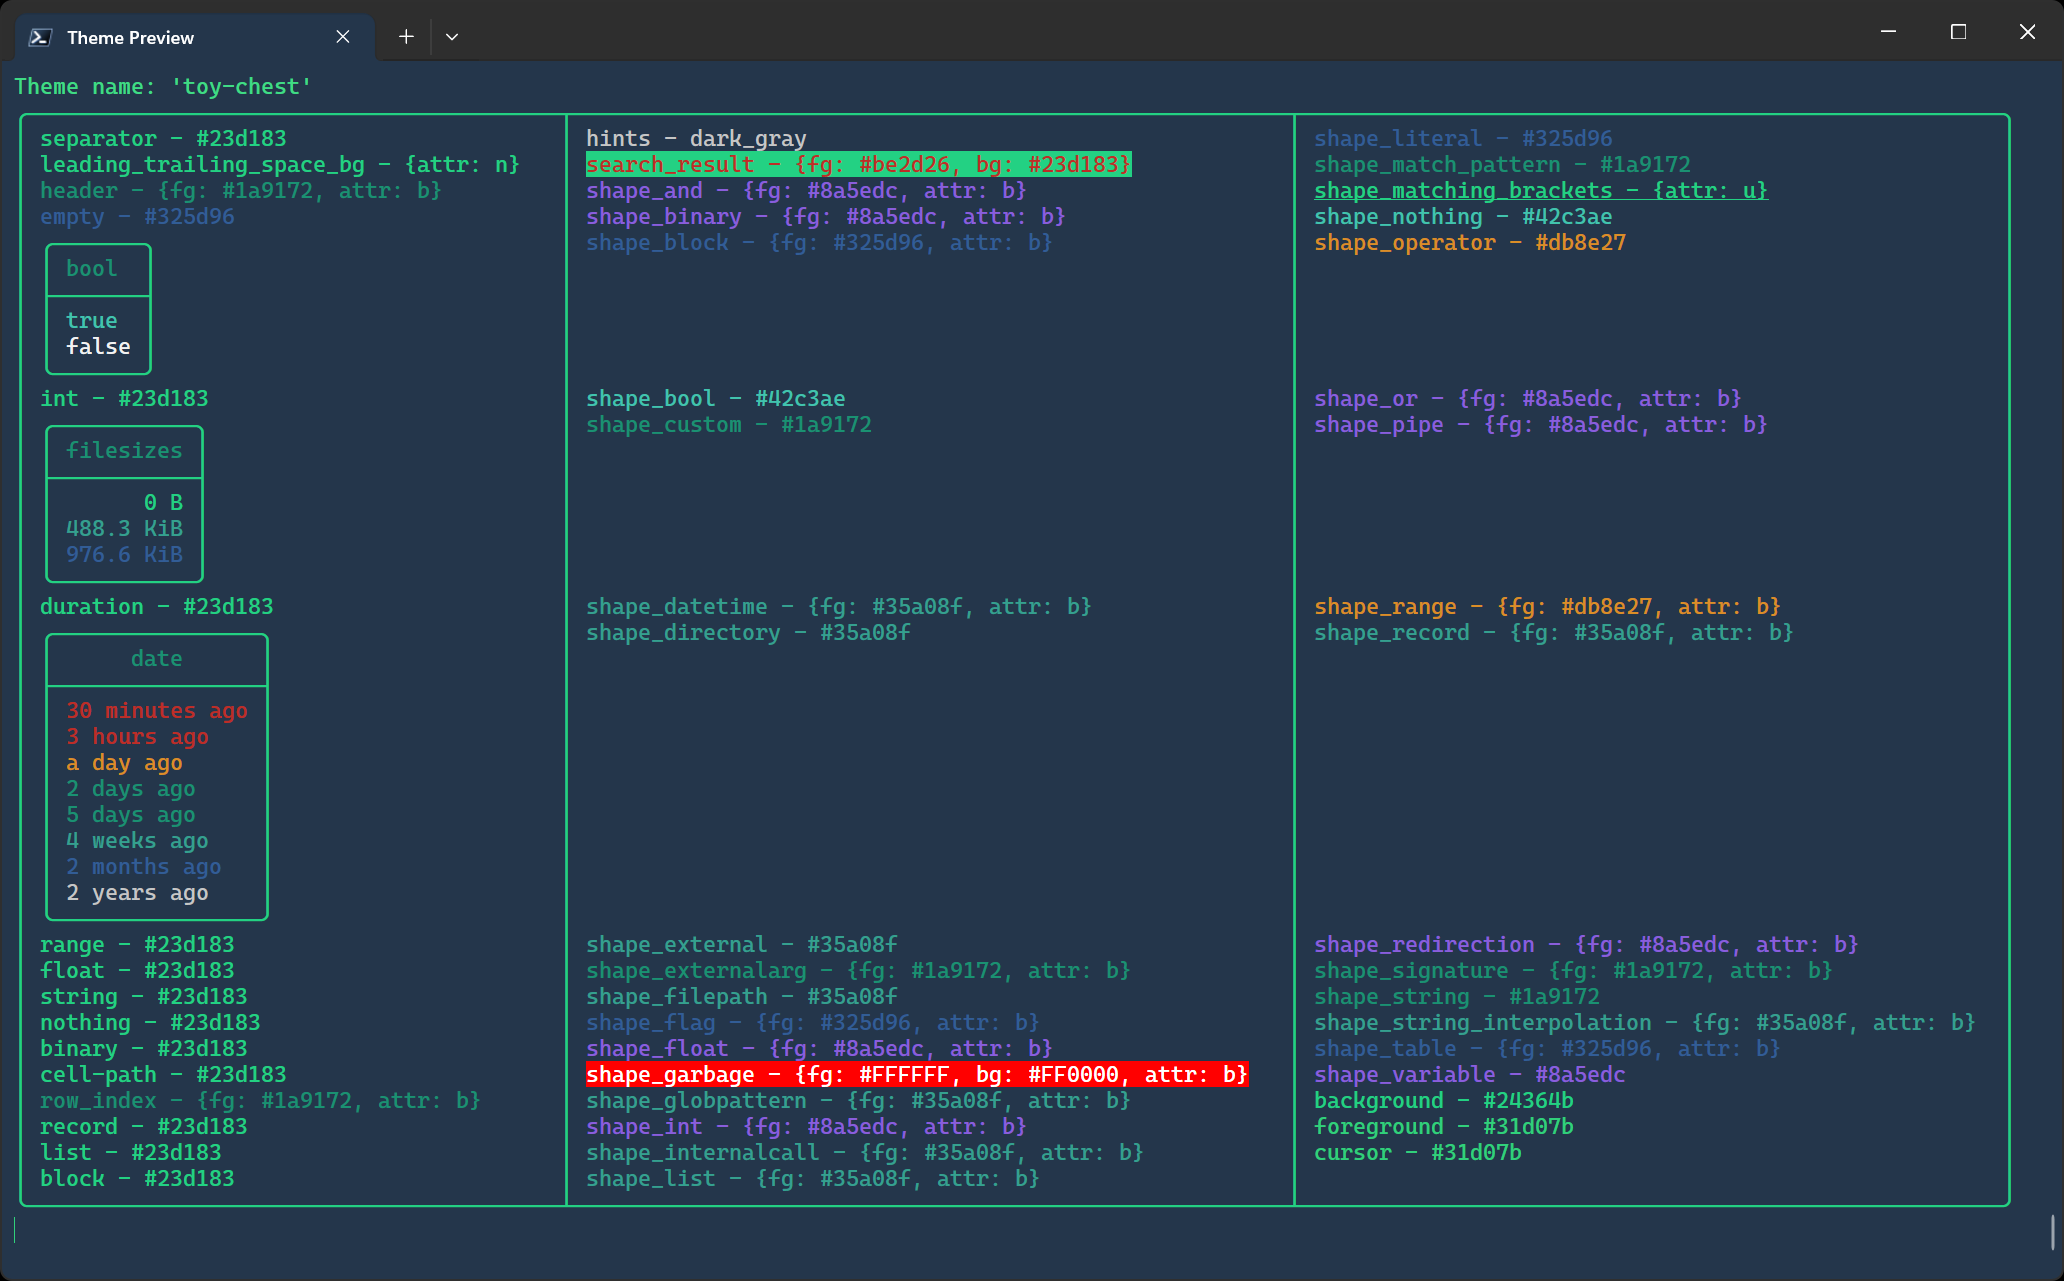 Theme Preview
Theme name: 'toy-chest'
separator - #23d183
leading_trailing_space_bg - {attr: n}
header - {fg: #1a9172, attr: b}
empty - #325d96
bool
true
false
int - #23d183
filesizes
0 B
488.3 KiB
976.6 KiB
duration - #23d183
date
30 minutes ago
3 hours ago
a day ago
2 days ago
5 days ago
4 weeks ago
2 months ago
2 years ago
range - #23d183
float - #23d183
string - #23d183
nothing - #23d183
binary - #23d183
cell-path - #23d183
row_index - {fg: #1a9172, attr: b}
record - #23d183
list - #23d183
block - #23d183
hints - dark_gray
search_result - {fg: #be2d26, bg: #23d183}
shape_and - {fg: #8a5edc, attr: b}
shape_binary - {fg: #8a5edc, attr: b}
shape_block - {fg: #325d96, attr: b}
shape_bool - #42c3ae
shape_custom - #1a9172
shape_datetime - {fg: #35a08f, attr: b}
shape_directory - #35a08f
shape_external - #35a08f
shape_externalarg - {fg: #1a9172, attr: b}
shape_filepath - #35a08f
shape_flag - {fg: #325d96, attr: b}
shape_float - {fg: #8a5edc, attr: b}
shape_garbage - {fg: #FFFFFF, bg: #FF0000, attr: b}
shape_globpattern - {fg: #35a08f, attr: b}
shape_int - {fg: #8a5edc, attr: b}
shape_internalcall - {fg: #35a08f, attr: b}
shape_list - {fg: #35a08f, attr: b}
shape_literal - #325d96
shape_match_pattern - #1a9172
shape_matching_brackets - {attr: u}
shape_nothing - #42c3ae
shape_operator - #db8e27
shape_or - {fg: #8a5edc, attr: b}
shape_pipe - {fg: #8a5edc, attr: b}
shape_range - {fg: #db8e27, attr: b}
shape_record - {fg: #35a08f, attr: b}
shape_redirection - {fg: #8a5edc, attr: b}
shape_signature - {fg: #1a9172, attr: b}
shape_string - #1a9172
shape_string_interpolation - {fg: #35a08f, attr: b}
shape_table - {fg: #325d96, attr: b}
shape_variable - #8a5edc
background - #24364b
foreground - #31d07b
cursor - #31d07b